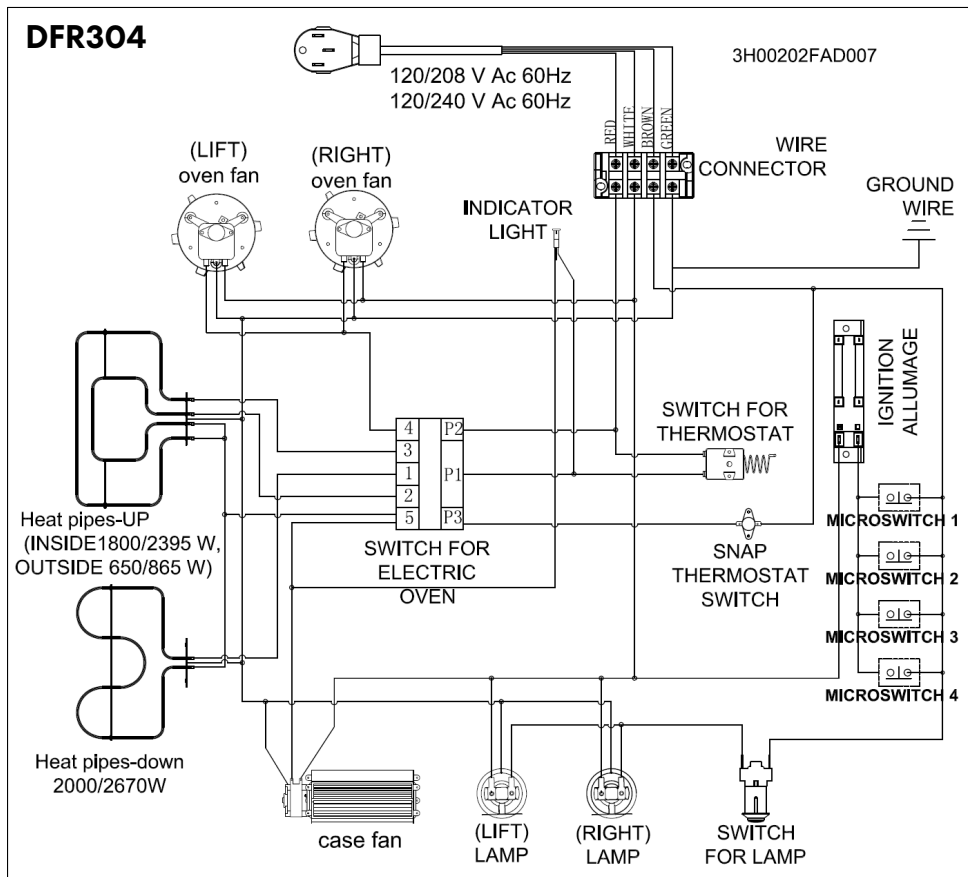 DFR304
3H00202FAD007
120/208 V Ac 60Hz
120/240 V Ac 60Hz
RED
WHITE
BROWN
GREEN
WIRE
CONNECTOR
(LIFT)
oven fan
(RIGHT)
oven fan
INDICATOR
LIGHT
GROUND
WIRE
IGNITION
ALLUMAGE
SWITCH FOR
THERMOSTAT
4
3
1
2
5
P2
P1
P3
SWITCH FOR
ELECTRIC
OVEN
SNAP
THERMOSTAT
SWITCH
MICROSWITCH 1
MICROSWITCH 2
MICROSWITCH 3
MICROSWITCH 4
Heat pipes-UP
(INSIDE1800/2395 W,
OUTSIDE 650/865 W)
Heat pipes-down
2000/2670W
case fan
(LIFT)
LAMP
(RIGHT)
LAMP
SWITCH
FOR LAMP